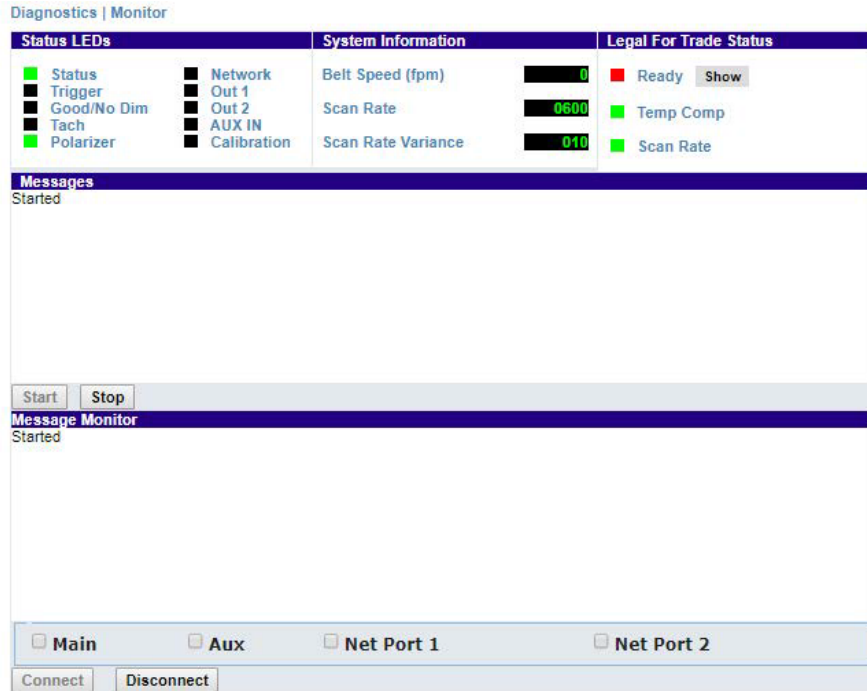 Diagnostics | Monitor
Status LEDs
Status
Trigger
Good/No Dim
Tach
Polarizer
Network
Out 1
Out 2
AUX IN
Calibration
System Information
Belt Speed (fpm) 0
Scan Rate 0600
Scan Rate Variance 010
Legal For Trade Status
Ready Show
Temp Comp
Scan Rate
Messages
Started
Start Stop
Message Monitor
Started
Main Aux Net Port 1 Net Port 2
Connect Disconnect